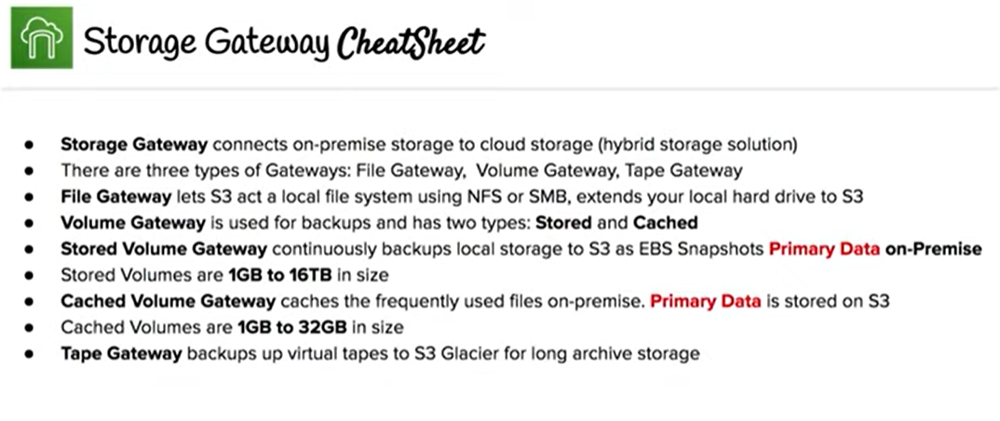 Storage Gateway CheatSheet
● Storage Gateway connects on-premise storage to cloud storage (hybrid storage solution)
● There are three types of Gateways: File Gateway, Volume Gateway, Tape Gateway
● File Gateway lets S3 act a local file system using NFS or SMB, extends your local hard drive to S3
● Volume Gateway is used for backups and has two types: Stored and Cached
● Stored Volume Gateway continuously backups local storage to S3 as EBS Snapshots Primary Data on-Premise
● Stored Volumes are 1GB to 16TB in size
● Cached Volume Gateway caches the frequently used files on-premise. Primary Data is stored on S3
● Cached Volumes are 1GB to 32GB in size
● Tape Gateway backups up virtual tapes to S3 Glacier for long archive storage